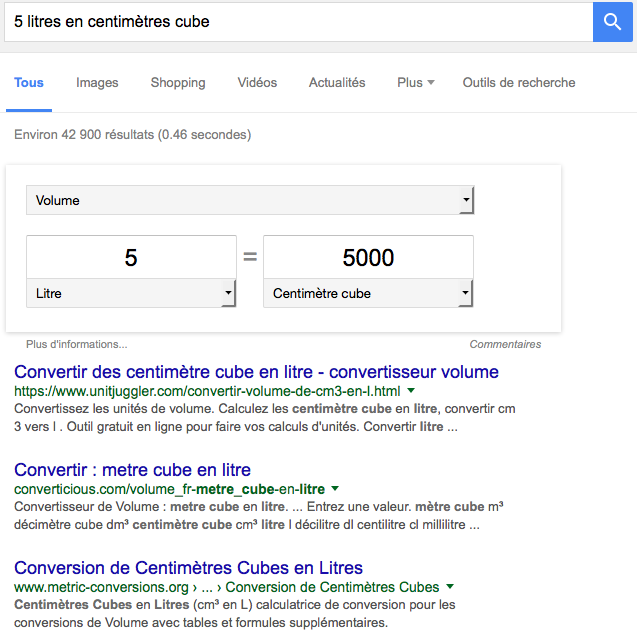 5 litres en centimètres cube
Tous Images Shopping Vidéos Actualités Plus Outils de recherche
Environ 42 900 résultats (0.46 secondes)
Volume
5 = 5000
Litre Centimètre cube
Plus d'informations... Commentaires
Convertir des centimètre cube en litre - convertisseur volume
https://www.unitjuggler.com/convertir-volume-de-cm3-en-l.html
Convertissez les unités de volume. Calculez les centimètre cube en litre, convertir cm
3 vers l . Outil gratuit en ligne pour faire vos calculs d'unités. Convertir litre ...
Convertir : metre cube en litre
converticious.com/volume_fr-metre_cube-en-litre
Convertisseur de Volume : metre cube en litre. ... Entrez une valeur. mètre cube m³
décimètre cube dm³ centimètre cube cm³ litre l décilitre dl centilitre cl millilitre ...
Conversion de Centimètres Cubes en Litres
www.metric-conversions.org › ... › Conversion de Centimètres Cubes
Centimètres Cubes en Litres (cm³ en L) calculatrice de conversion pour les
conversions de Volume avec tables et formules supplémentaires.